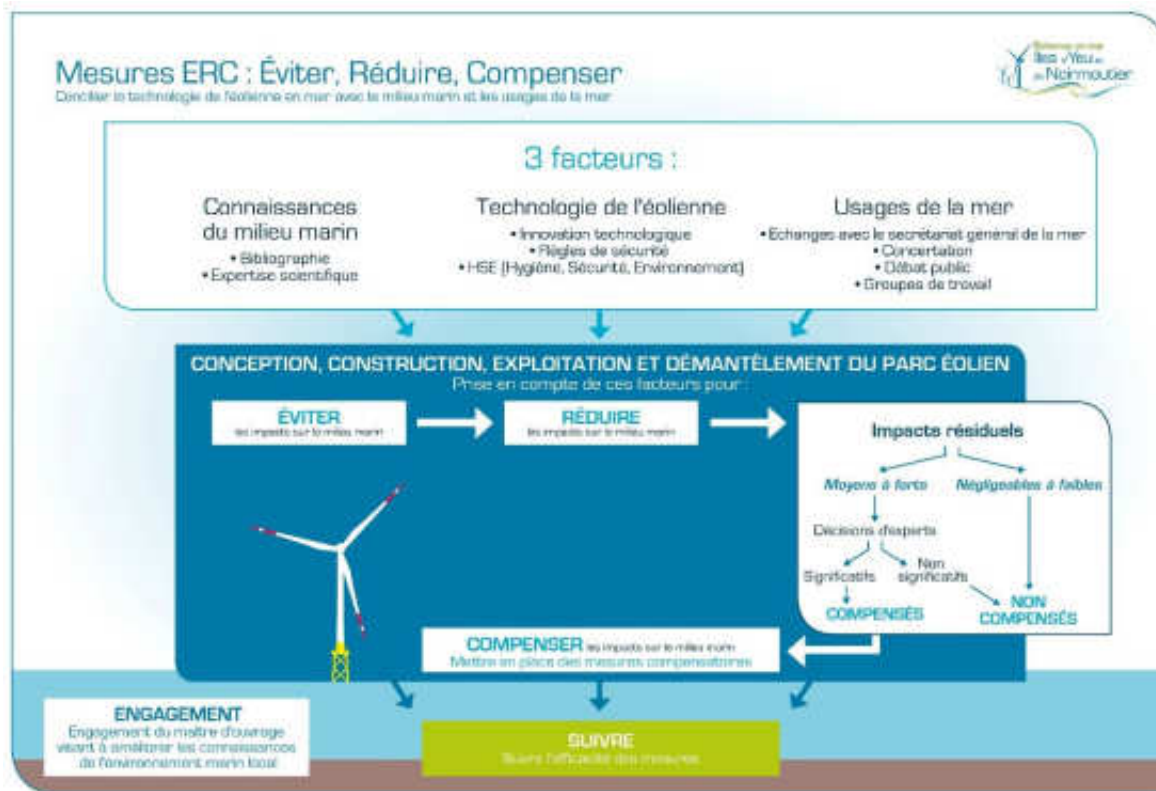 Mesures ERC : Éviter, Réduire, Compenser
Concilier la technologie de l'éolienne en mer avec le milieu marin et les usages de la mer
Éoliennes en mer
Îles d'Yeu et
de Noirmoutier
3 facteurs :
Connaissances
du milieu marin
• Bibliographie
• Expertise scientifique
Technologie de l'éolienne
• Innovation technologique
• Règles de sécurité
• HSE (Hygiène, Sécurité, Environnement)
Usages de la mer
• Echanges avec le secrétariat général de la mer
• Concertation
• Débat public
• Groupes de travail
CONCEPTION, CONSTRUCTION, EXPLOITATION ET DÉMANTÈLEMENT DU PARC ÉOLIEN
Prise en compte de ces facteurs pour :
ÉVITER
les impacts sur le milieu marin
RÉDUIRE
les impacts sur le milieu marin
Impacts résiduels
Moyens à forts
Négligeables à faibles
Décisions d'experts
Significatifs
Non
significatifs
COMPENSÉS
NON
COMPENSÉS
COMPENSER les impacts sur le milieu marin
Mettre en place des mesures compensatoires
ENGAGEMENT
Engagement du maître d'ouvrage
visant à améliorer les connaissances
de l'environnement marin local
SUIVRE
Suivre l'efficacité des mesures